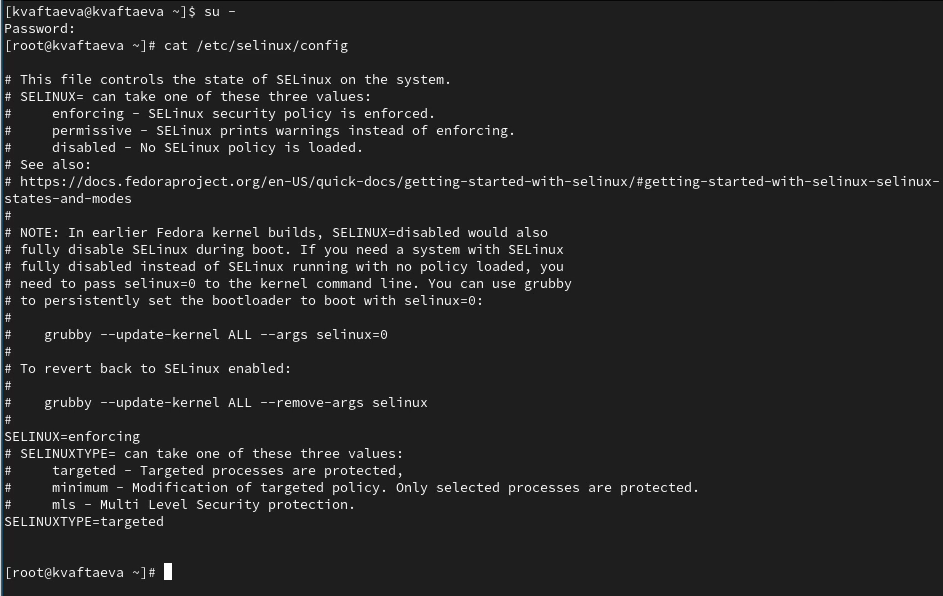 [kvaftaeva@kvaftaeva ~]$ su -
Password:
[root@kvaftaeva ~]# cat /etc/selinux/config

# This file controls the state of SELinux on the system.
# SELINUX= can take one of these three values:
#     enforcing - SELinux security policy is enforced.
#     permissive - SELinux prints warnings instead of enforcing.
#     disabled - No SELinux policy is loaded.
# See also:
# https://docs.fedoraproject.org/en-US/quick-docs/getting-started-with-selinux/#getting-started-with-selinux-selinux-
states-and-modes
#
# NOTE: In earlier Fedora kernel builds, SELINUX=disabled would also
# fully disable SELinux during boot. If you need a system with SELinux
# fully disabled instead of SELinux running with no policy loaded, you
# need to pass selinux=0 to the kernel command line. You can use grubby
# to persistently set the bootloader to boot with selinux=0:
#
#    grubby --update-kernel ALL --args selinux=0
#
# To revert back to SELinux enabled:
#
#    grubby --update-kernel ALL --remove-args selinux
#
SELINUX=enforcing
# SELINUXTYPE= can take one of these three values:
#     targeted - Targeted processes are protected,
#     minimum - Modification of targeted policy. Only selected processes are protected.
#     mls - Multi Level Security protection.
SELINUXTYPE=targeted


[root@kvaftaeva ~]#